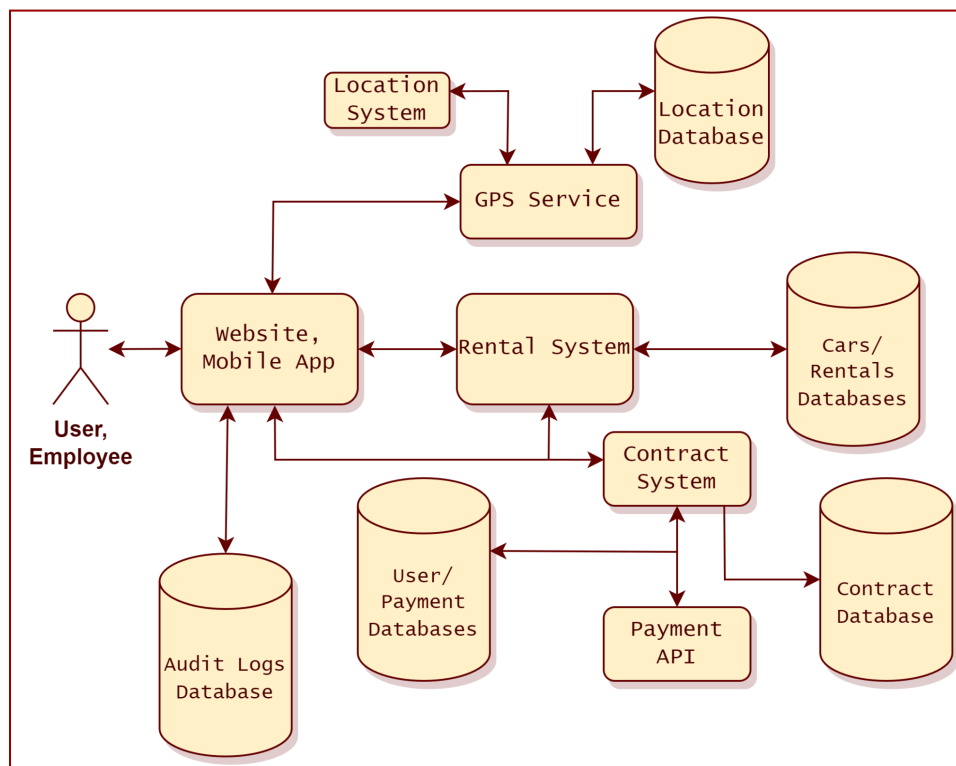 Location
System
Location
Database
GPS Service
Website,
Mobile App
Rental System
Cars/
Rentals
Databases
User,
Employee
Contract
System
User/
Payment
Databases
Contract
Database
Payment
API
Audit Logs
Database